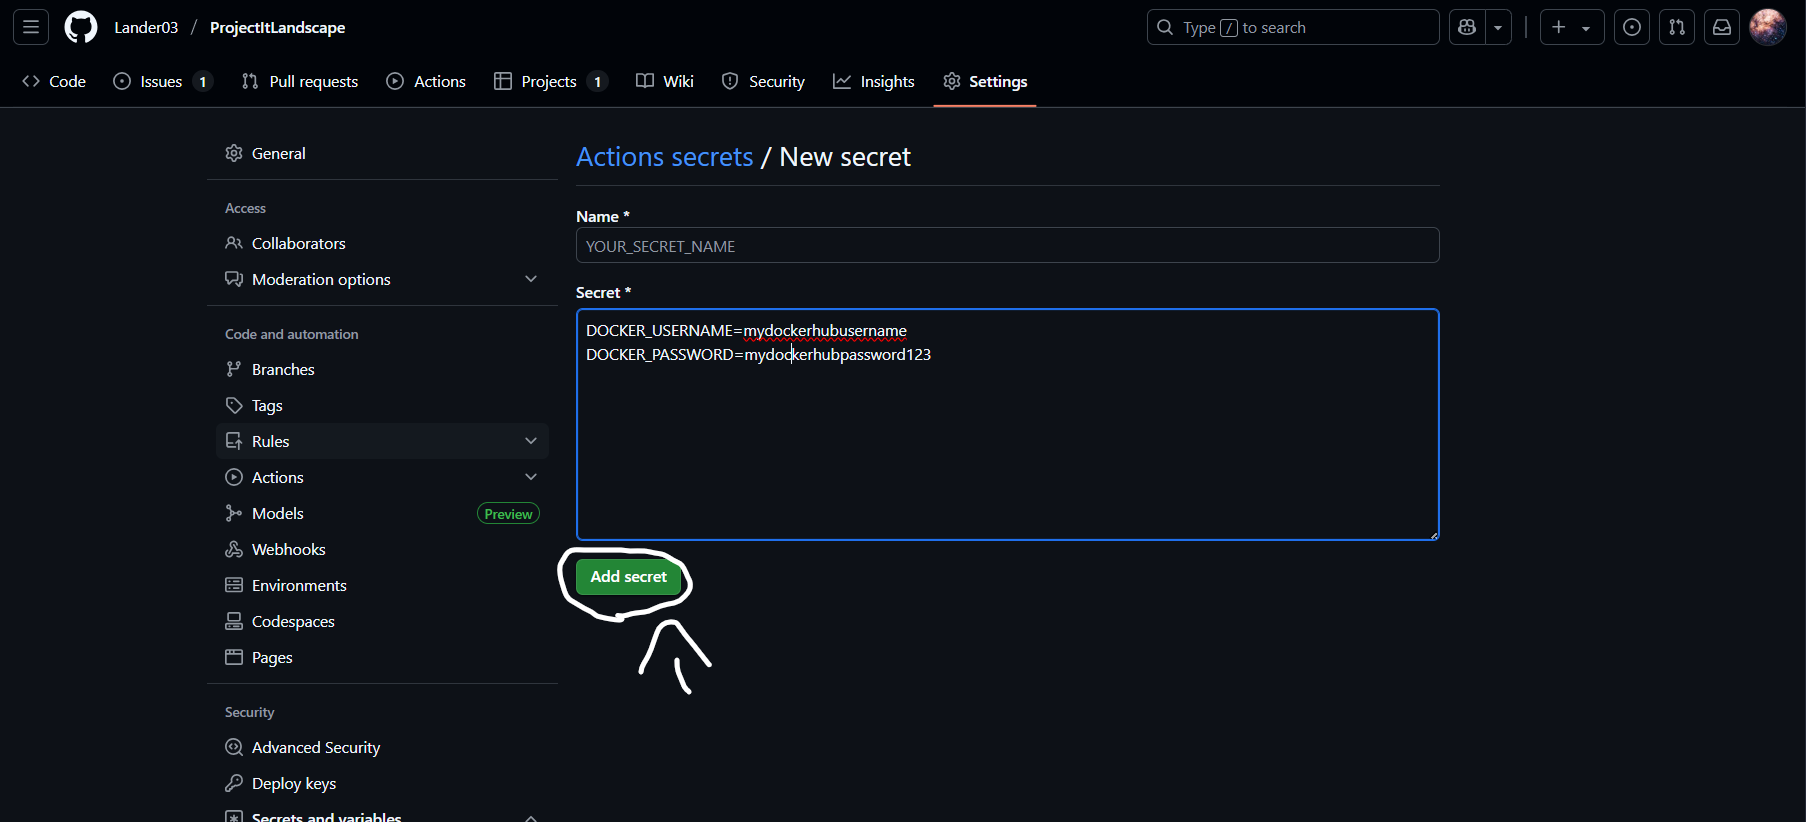 Lander03 / ProjectItLandscape
Type / to search
Code
Issues 1
Pull requests
Actions
Projects 1
Wiki
Security
Insights
Settings
General
Access
Collaborators
Moderation options
Code and automation
Branches
Tags
Rules
Actions
Models Preview
Webhooks
Environments
Codespaces
Pages
Security
Advanced Security
Deploy keys
Secrets and variables
Actions secrets / New secret
Name *
YOUR_SECRET_NAME
Secret *
DOCKER_USERNAME=mydockerhubusername
DOCKER_PASSWORD=mydockerhubpassword123
Add secret